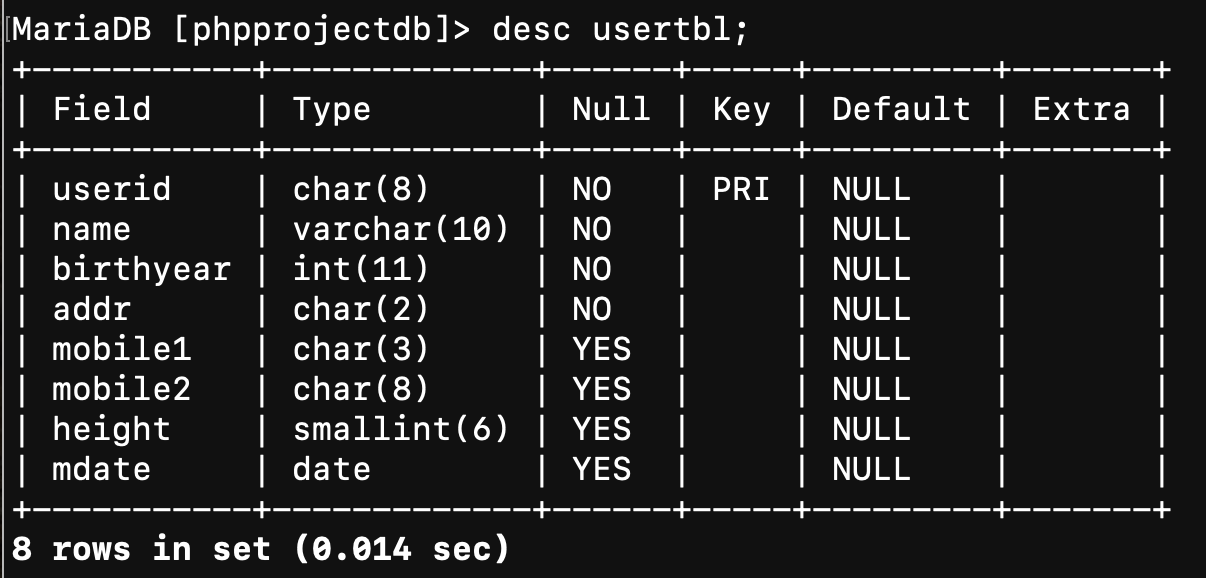 MariaDB [phpprojectdb]> desc usertbl;
+-----------+-------------+------+-----+---------+-------+
| Field     | Type        | Null | Key | Default | Extra |
+-----------+-------------+------+-----+---------+-------+
| userid    | char(8)     | NO   | PRI | NULL    |       |
| name      | varchar(10) | NO   |     | NULL    |       |
| birthyear | int(11)     | NO   |     | NULL    |       |
| addr      | char(2)     | NO   |     | NULL    |       |
| mobile1   | char(3)     | YES  |     | NULL    |       |
| mobile2   | char(8)     | YES  |     | NULL    |       |
| height    | smallint(6) | YES  |     | NULL    |       |
| mdate     | date        | YES  |     | NULL    |       |
+-----------+-------------+------+-----+---------+-------+
8 rows in set (0.014 sec)